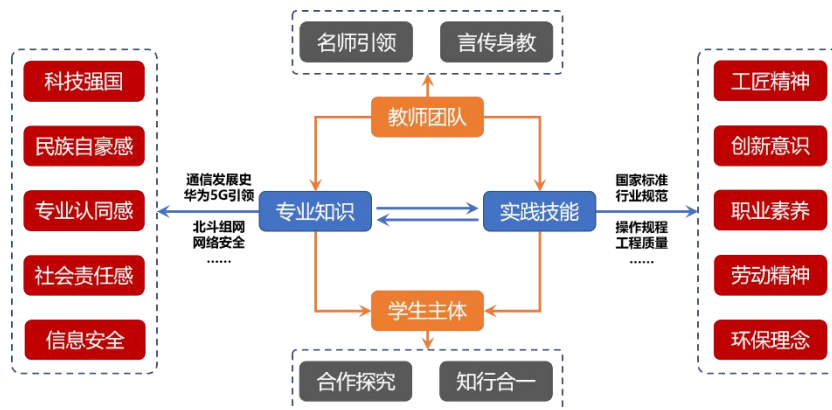 名师引领
言传身教
科技强国
民族自豪感
专业认同感
社会责任感
信息安全
教师团队
通信发展史
华为5G引领
北斗组网
网络安全
……
专业知识
实践技能
国家标准
行业规范
操作规程
工程质量
……
学生主体
合作探究
知行合一
工匠精神
创新意识
职业素养
劳动精神
环保理念